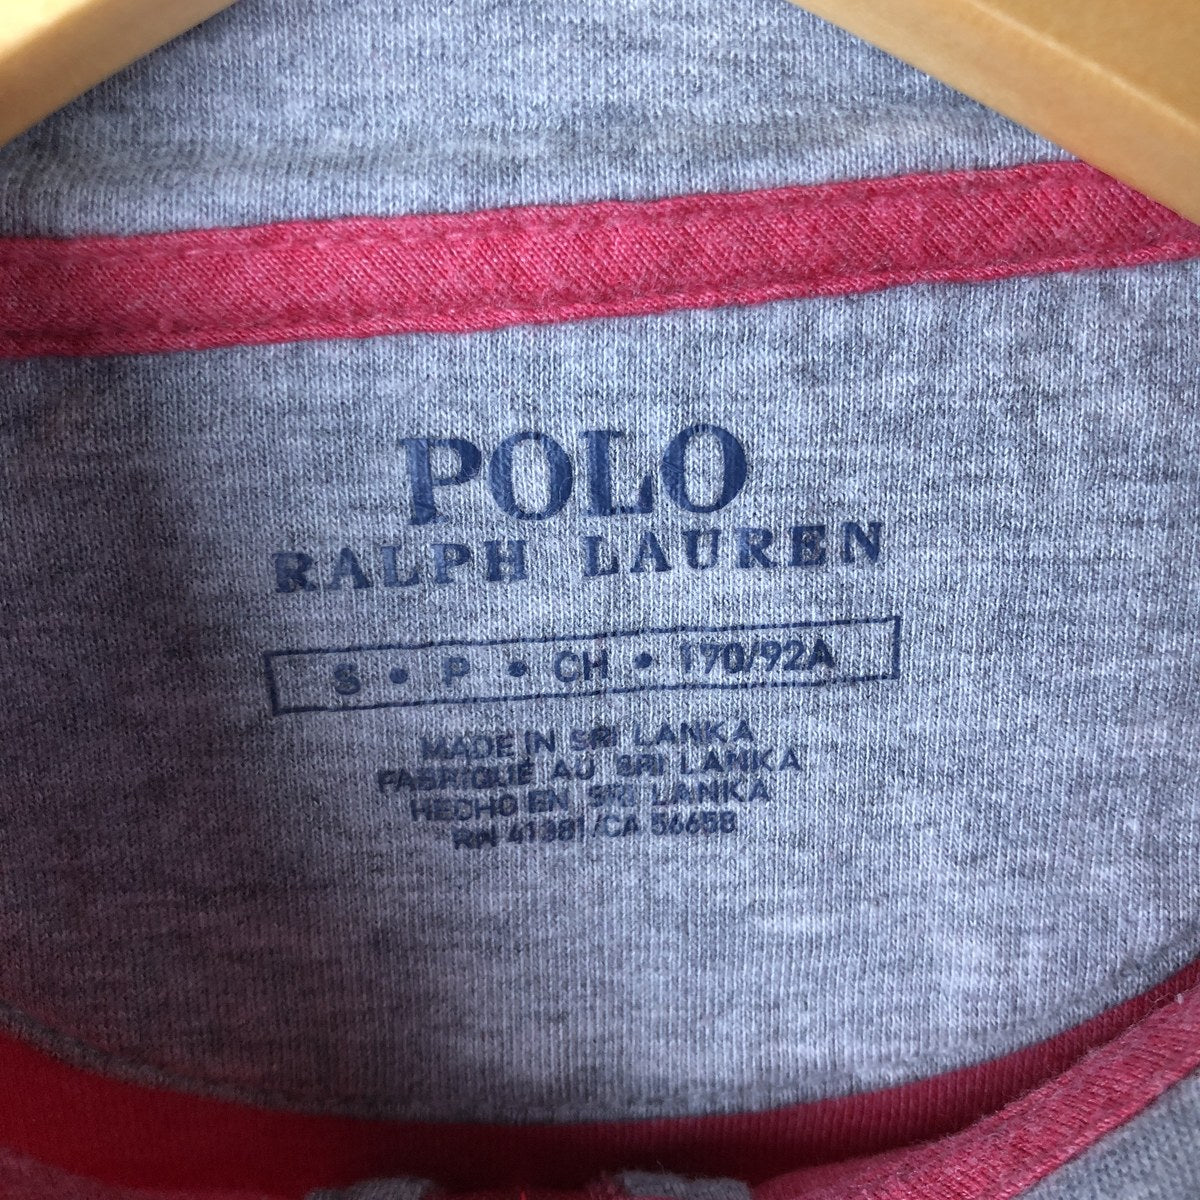 POLO
RALPH LAUREN
S • P • CH • 170/92A
MADE IN SRI LANKA
FABRIQUÉ AU SRI LANKA
HECHO EN SRI LANKA
RN 41381/CA 56658